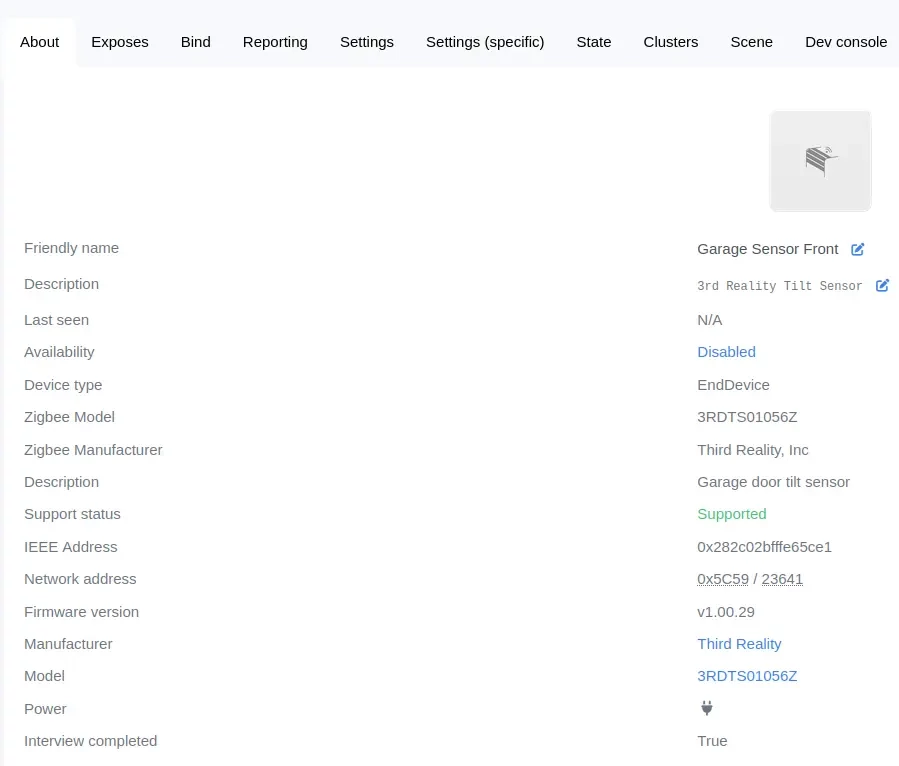 About Exposes Bind Reporting Settings Settings (specific) State Clusters Scene Dev console
Friendly name Garage Sensor Front
Description 3rd Reality Tilt Sensor
Last seen N/A
Availability Disabled
Device type EndDevice
Zigbee Model 3RDTS01056Z
Zigbee Manufacturer Third Reality, Inc
Description Garage door tilt sensor
Support status Supported
IEEE Address 0x282c02bfffe65ce1
Network address 0x5C59 / 23641
Firmware version v1.00.29
Manufacturer Third Reality
Model 3RDTS01056Z
Power
Interview completed True